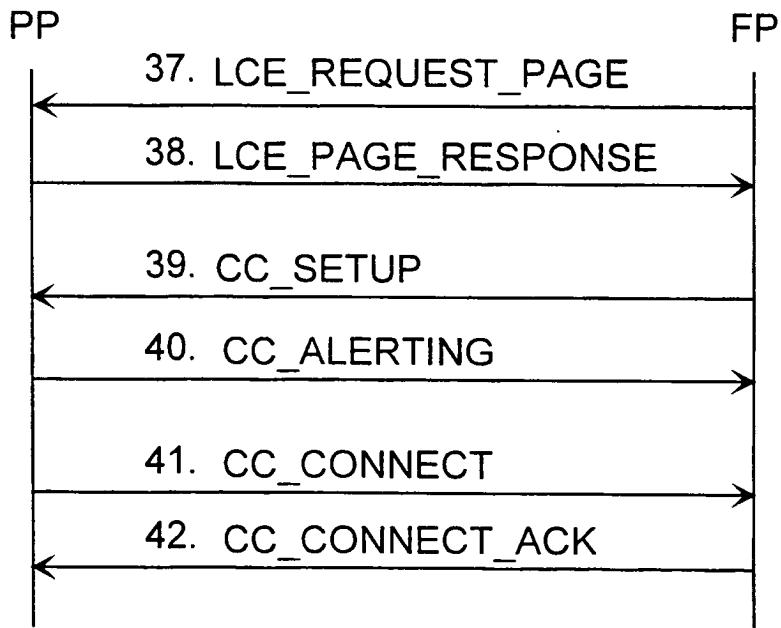 PP FP
37. LCE_REQUEST_PAGE
38. LCE_PAGE_RESPONSE
39. CC_SETUP
40. CC_ALERTING
41. CC_CONNECT
42. CC_CONNECT_ACK